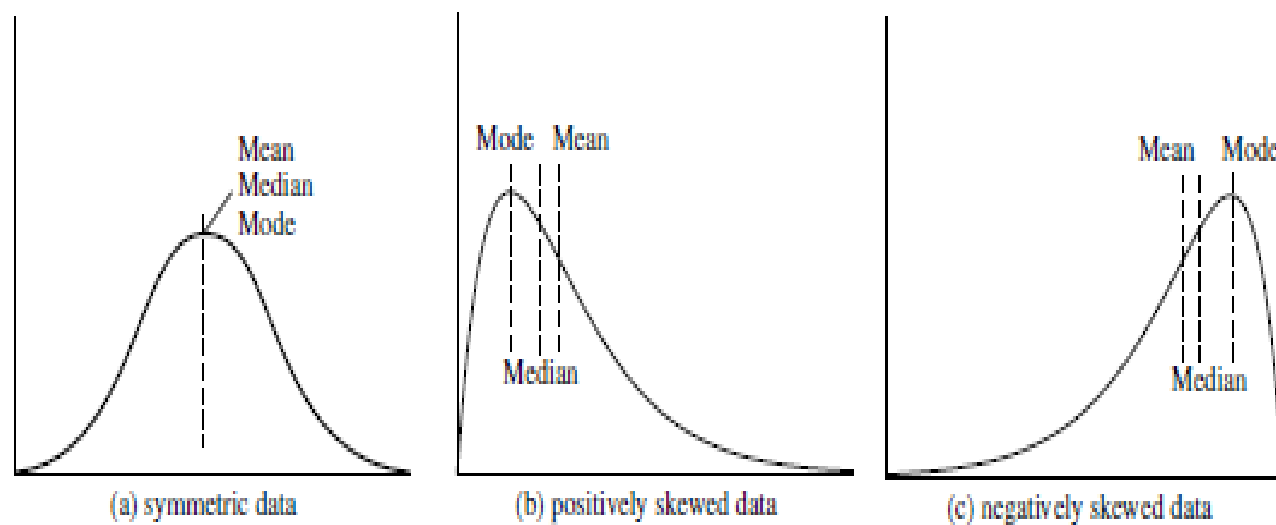 Mean
Median
Mode
(a) symmetric data
Mode Mean
Median
(b) positively skewed data
Mean Mode
Median
(c) negatively skewed data